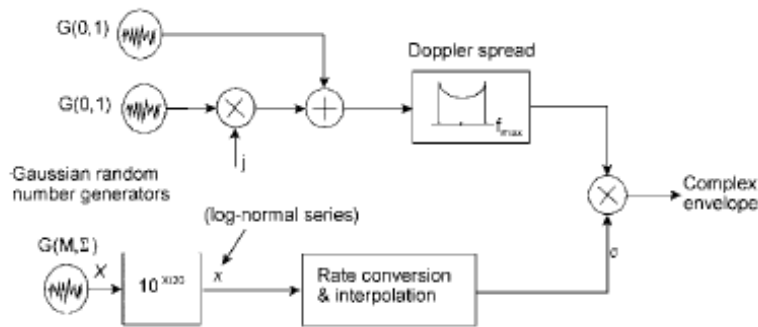 G(0,1)
Doppler spread
G(0,1)
f max
j
Gaussian random
number generators
Complex
envelope
(log-normal series)
G(M,Σ)
X
10 X/20
x
Rate conversion
& interpolation
σ